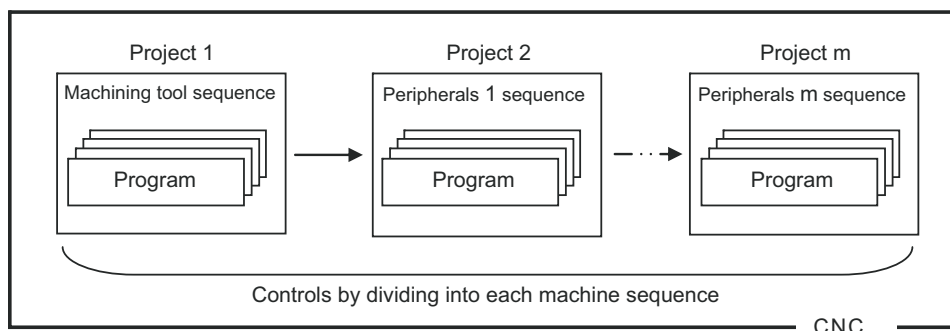 Project 1
Project 2
Project m
Machining tool sequence
Peripherals 1 sequence
Peripherals m sequence
Program
Program
Program
Controls by dividing into each machine sequence
CNC